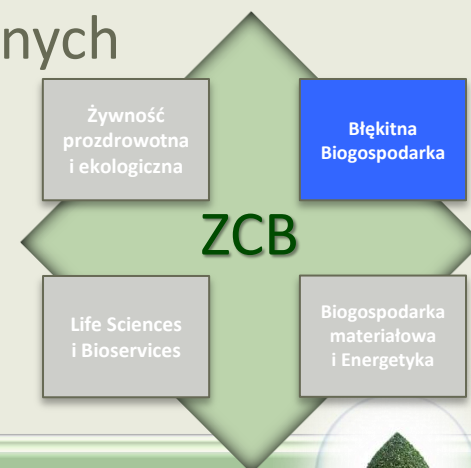 nych
Żywność
prozdrowotna
i ekologiczna
Błękitna
Biogospodarka
ZCB
Life Sciences
i Bioservices
Biogospodarka
materiałowa
i Energetyka